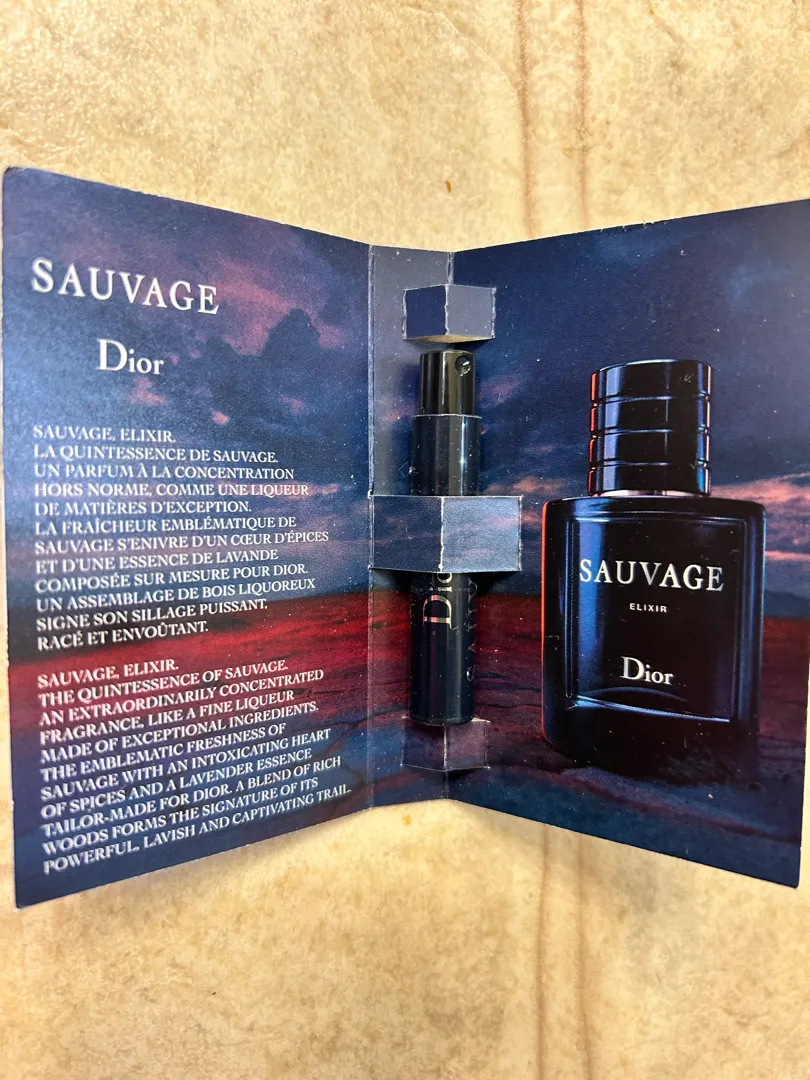 SAUVAGE
Dior
SAUVAGE, ELIXIR.
LA QUINTESSENCE DE SAUVAGE.
UN PARFUM À LA CONCENTRATION
HORS NORME, COMME UNE LIQUEUR
DE MATIÈRES D'EXCEPTION.
LA FRAÎCHEUR EMBLÉMATIQUE DE
SAUVAGE S'ENIVRE D'UN CŒUR D'ÉPICES
ET D'UNE ESSENCE DE LAVANDE
COMPOSÉE SUR MESURE POUR DIOR.
UN ASSEMBLAGE DE BOIS LIQUOREUX
SIGNE SON SILLAGE PUISSANT,
RACÉ ET ENVOÛTANT.
SAUVAGE, ELIXIR.
THE QUINTESSENCE OF SAUVAGE.
AN EXTRAORDINARILY CONCENTRATED
FRAGRANCE, LIKE A FINE LIQUEUR
MADE OF EXCEPTIONAL INGREDIENTS.
THE EMBLEMATIC FRESHNESS OF
SAUVAGE WITH AN INTOXICATING HEART
OF SPICES AND A LAVENDER ESSENCE
TAILOR-MADE FOR DIOR. A BLEND OF RICH
WOODS FORMS THE SIGNATURE OF ITS
POWERFUL, LAVISH AND CAPTIVATING TRAIL.
SAUVAGE
ELIXIR
Dior